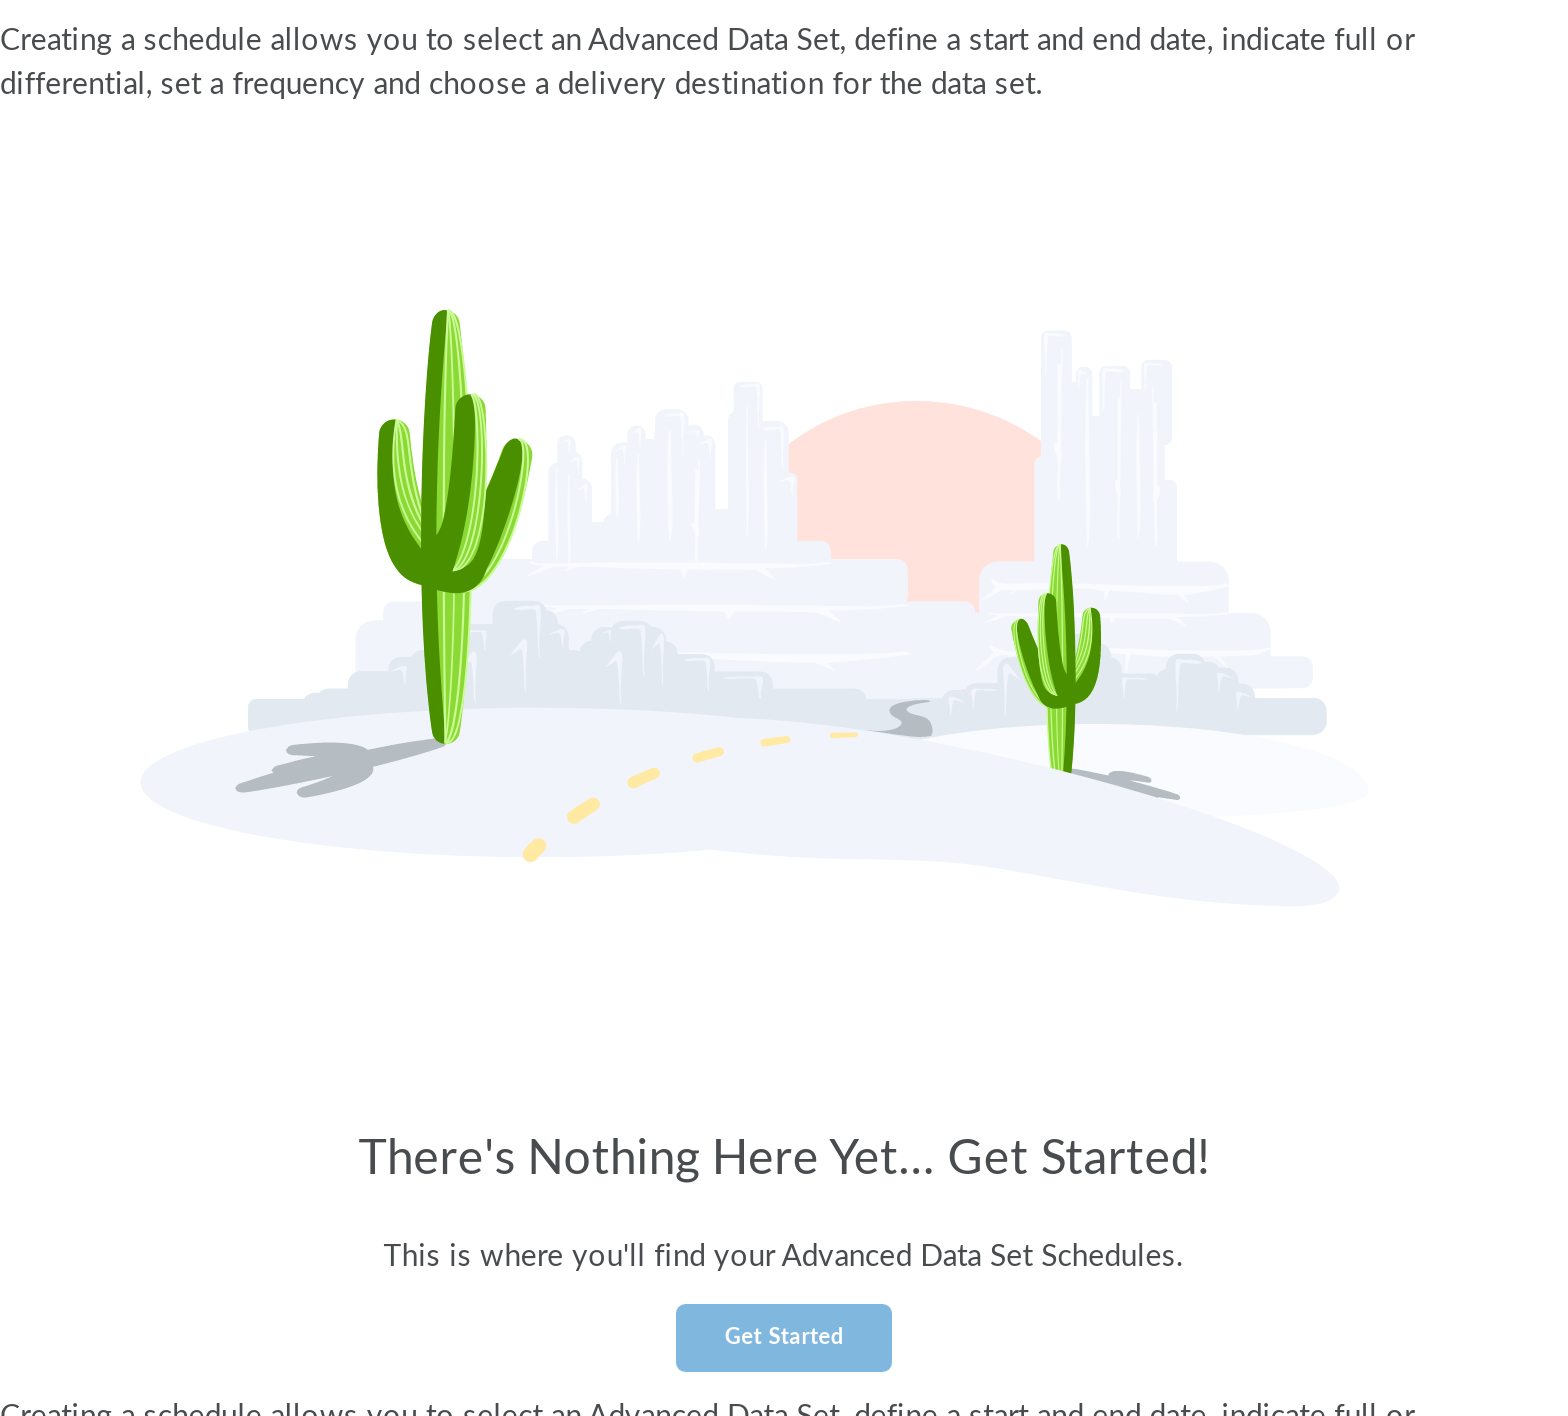 Creating a schedule allows you to select an Advanced Data Set, define a start and end date, indicate full or
differential, set a frequency and choose a delivery destination for the data set.
There's Nothing Here Yet... Get Started!
This is where you'll find your Advanced Data Set Schedules.
Get Started
Creating a schedule allows you to select an Advanced Data Set, define a start and end date, indicate full or